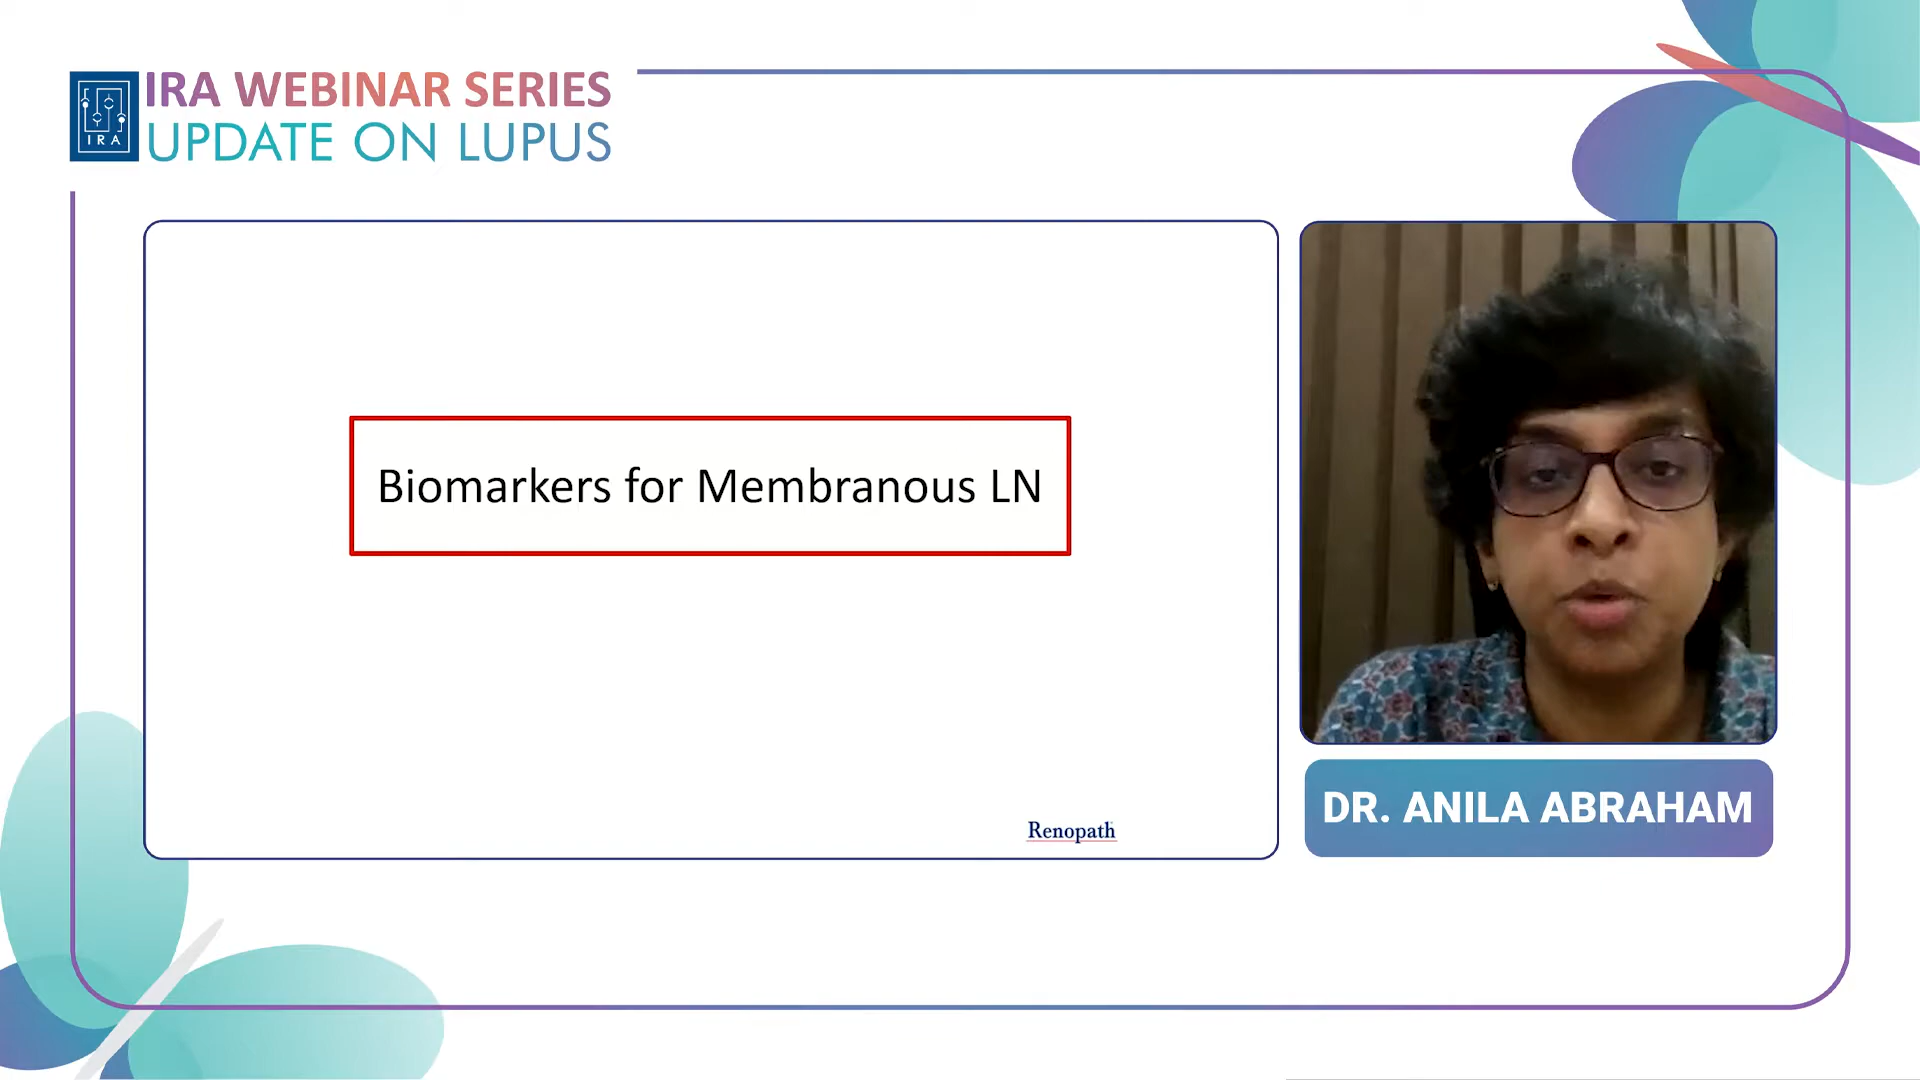 IRA WEBINAR SERIES
UPDATE ON LUPUS
IRA
Biomarkers for Membranous LN
Renopath
DR. ANILA ABRAHAM